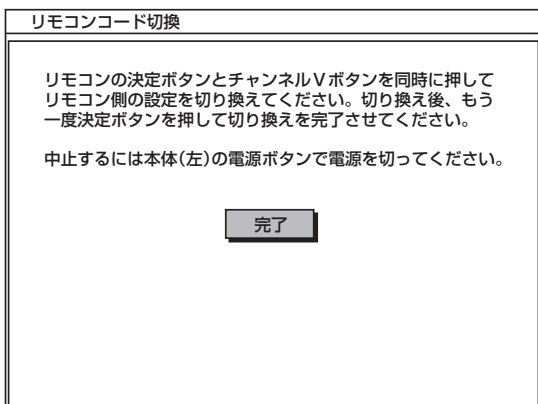 リモコンコード切換
リモコンの決定ボタンとチャンネル∨ボタンを同時に押して
リモコン側の設定を切り換えてください。切り換え後、もう
一度決定ボタンを押して切り換えを完了させてください。
中止するには本体(左)の電源ボタンで電源を切ってください。
完了